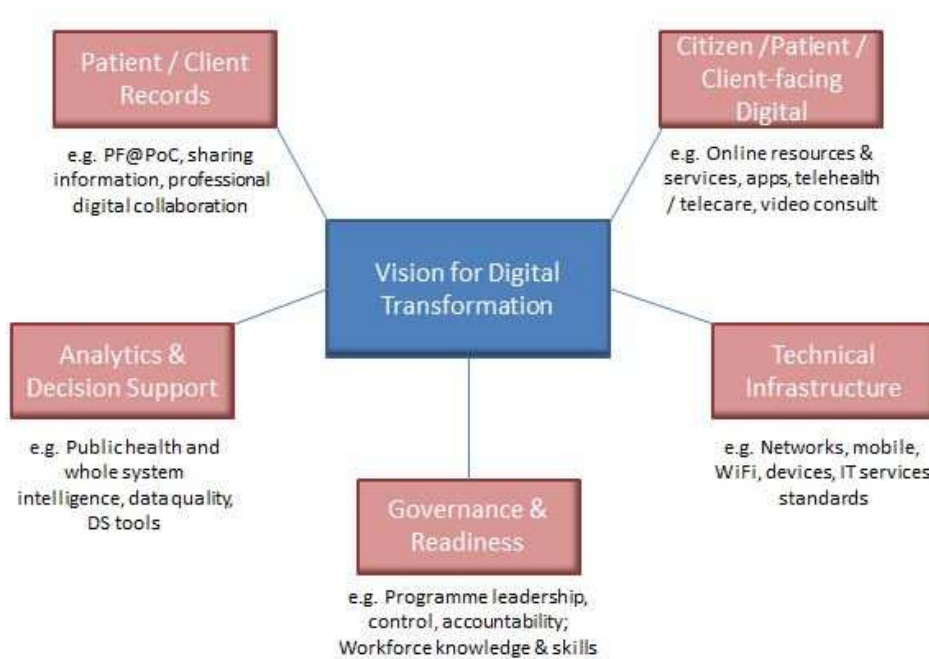 Patient / Client
Records
e.g. PF@PoC, sharing
information, professional
digital collaboration
Citizen /Patient /
Client-facing
Digital
e.g. Online resources &
services, apps, telehealth
/ telecare, video consult
Vision for Digital
Transformation
Analytics &
Decision Support
e.g. Public health and
whole system
intelligence, data quality,
DS tools
Technical
Infrastructure
e.g. Networks, mobile,
WiFi, devices, IT services
standards
Governance &
Readiness
e.g. Programme leadership,
control, accountability;
Workforce knowledge & skills